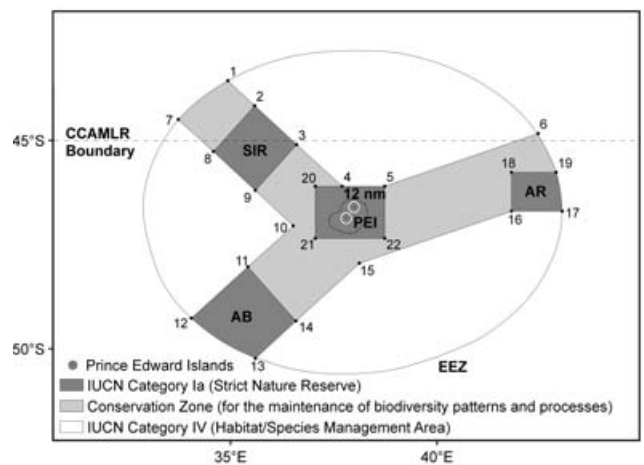 1
2
7
6
3
CCAMLR
Boundary
45°S
8
SIR
18
19
20
4
5
12 nm
AR
9
PEI
16
17
10
21
22
15
11
12
AB
14
13
50°S
EEZ
Prince Edward Islands
IUCN Category Ia (Strict Nature Reserve)
Conservation Zone (for the maintenance of biodiversity patterns and processes)
IUCN Category IV (Habitat/Species Management Area)
35°E
40°E